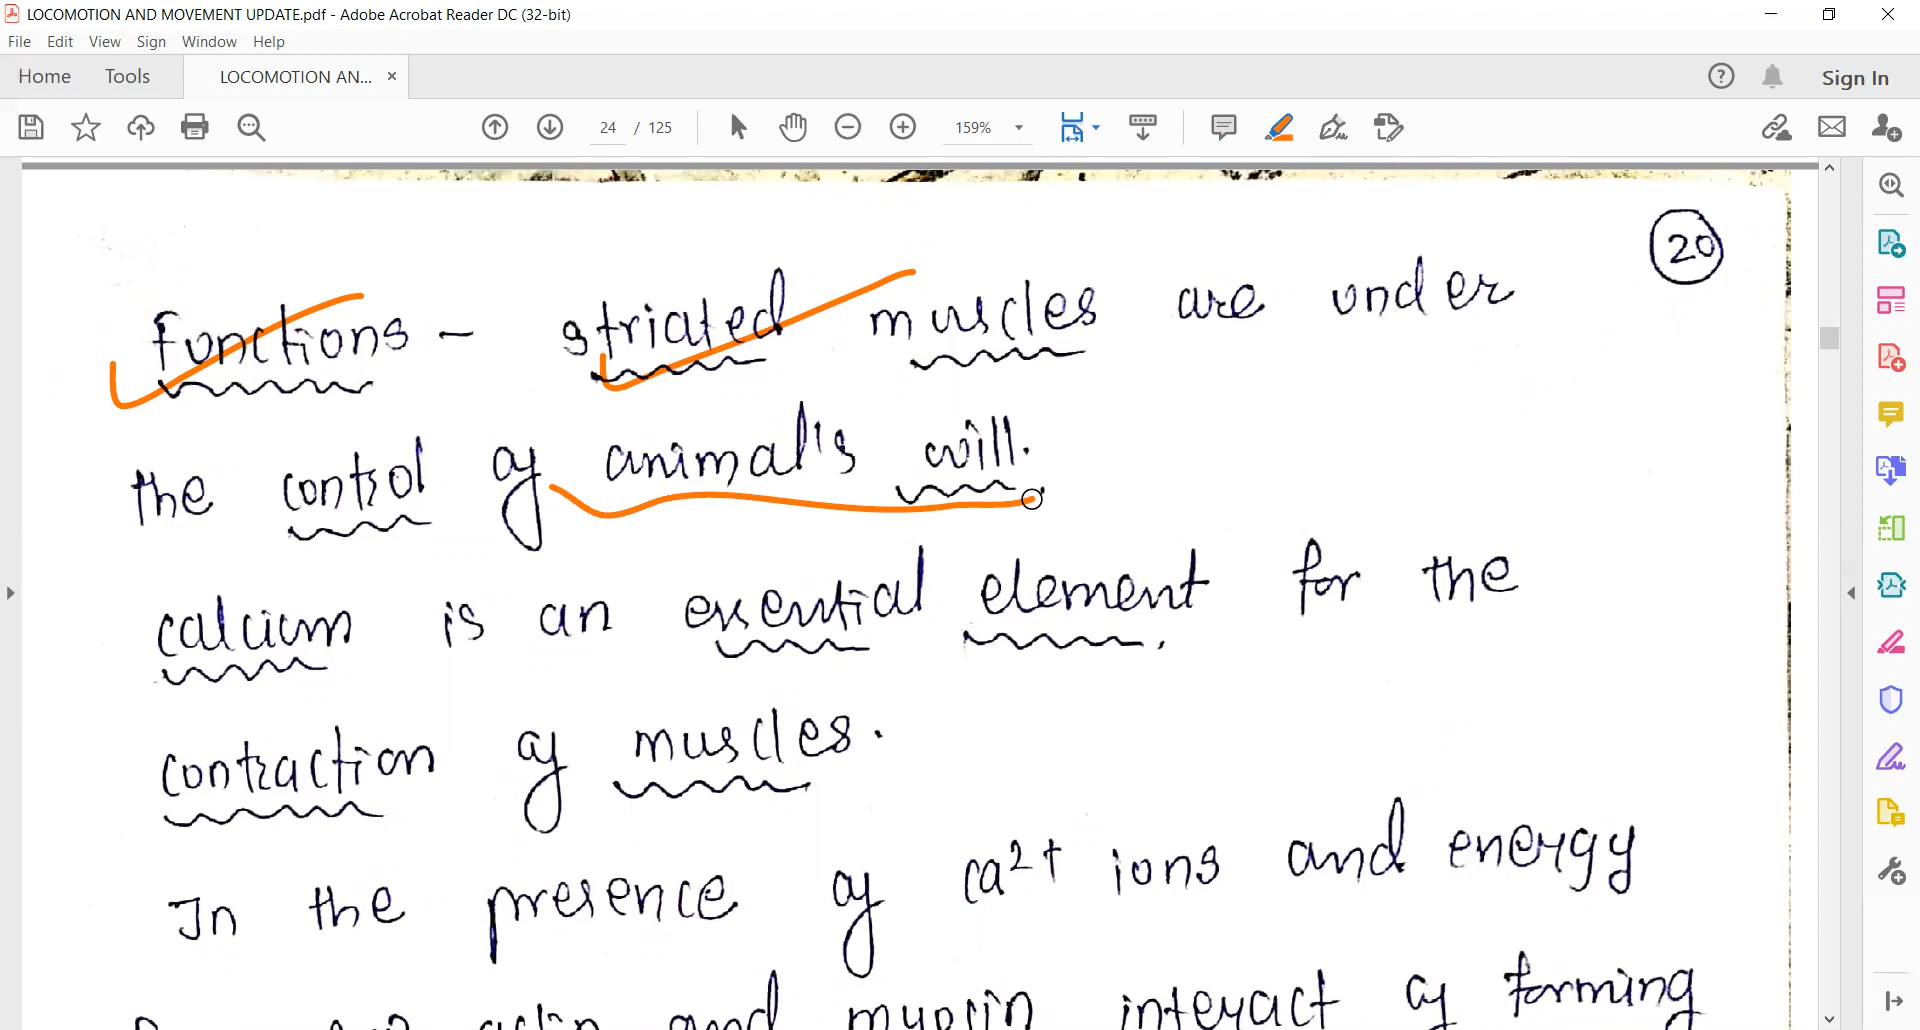 LOCOMOTION AND MOVEMENT UPDATE.pdf - Adobe Acrobat Reader DC (32-bit)
File Edit View Sign Window Help
Home Tools LOCOMOTION AN... × Sign In
24 / 125 159%
20
Functions - striated muscles are under
the control of animal's will.
calcium is an essential element for the
contraction of muscles.
In the presence of ca2+ ions and energy
actin and myosin interact of forming